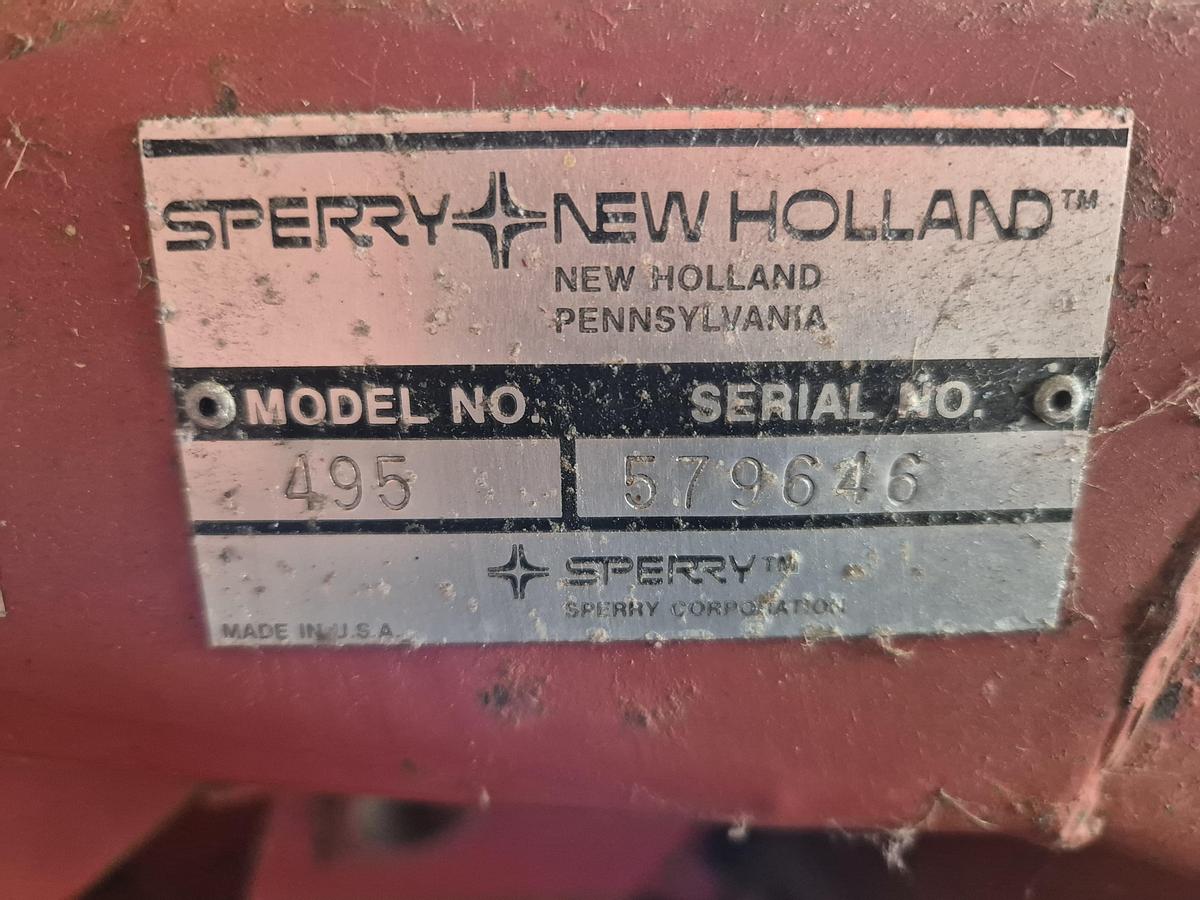 SPERRY NEW HOLLAND™
NEW HOLLAND
PENNSYLVANIA
MODEL NO. SERIAL NO.
495 579646
SPERRY™
SPERRY CORPORATION
MADE IN U.S.A.